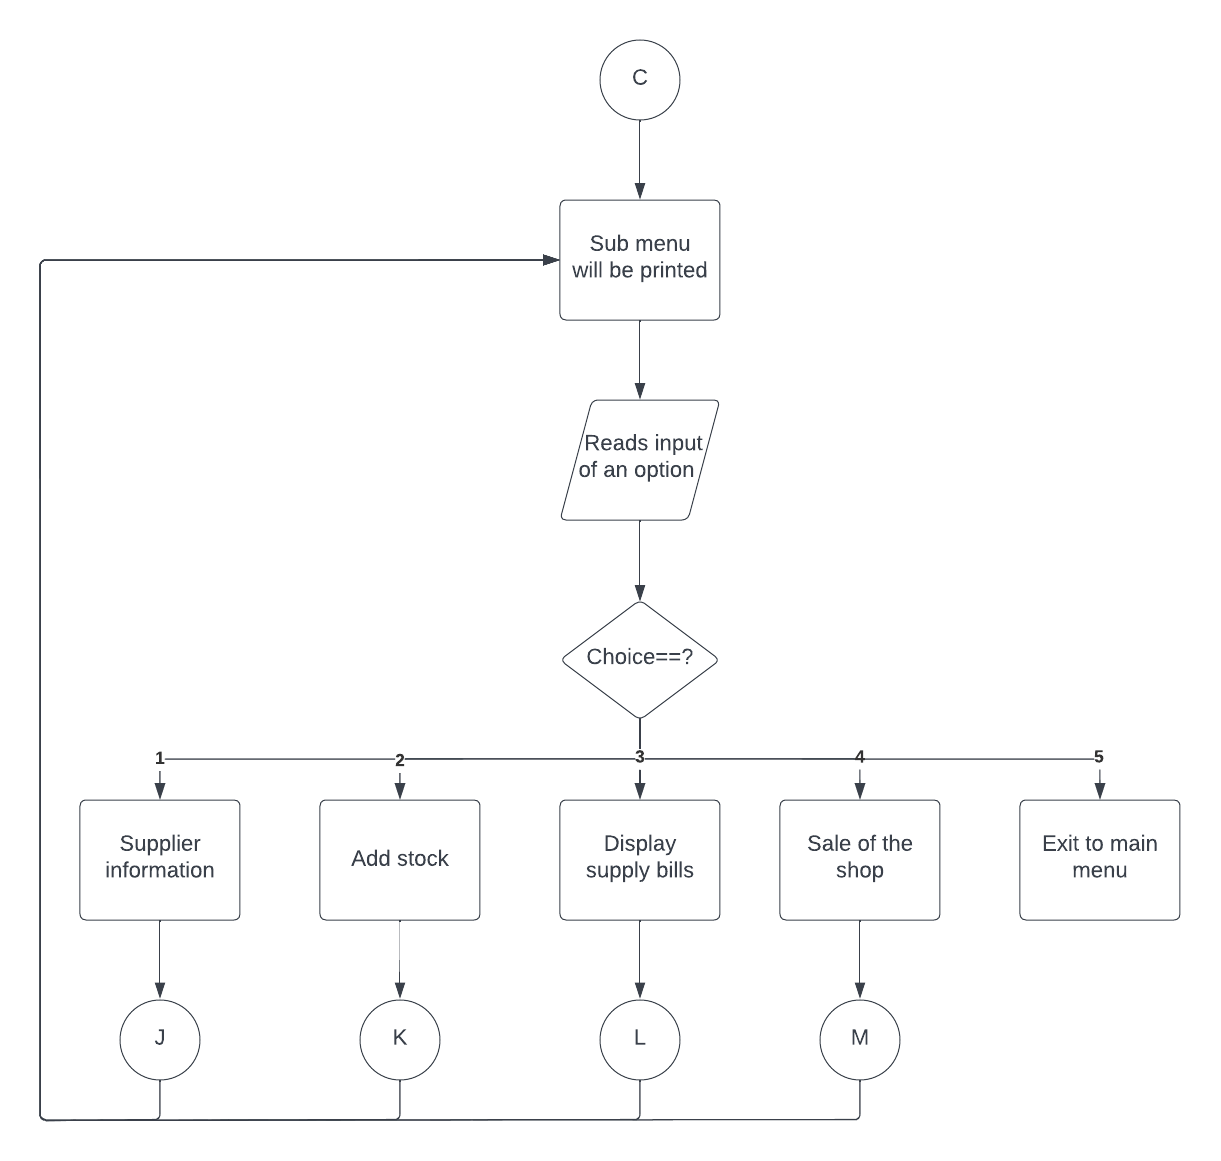 C
Sub menu
will be printed
Reads input
of an option
Choice==?
1
2
3
4
5
Supplier
information
Add stock
Display
supply bills
Sale of the
shop
Exit to main
menu
J
K
L
M